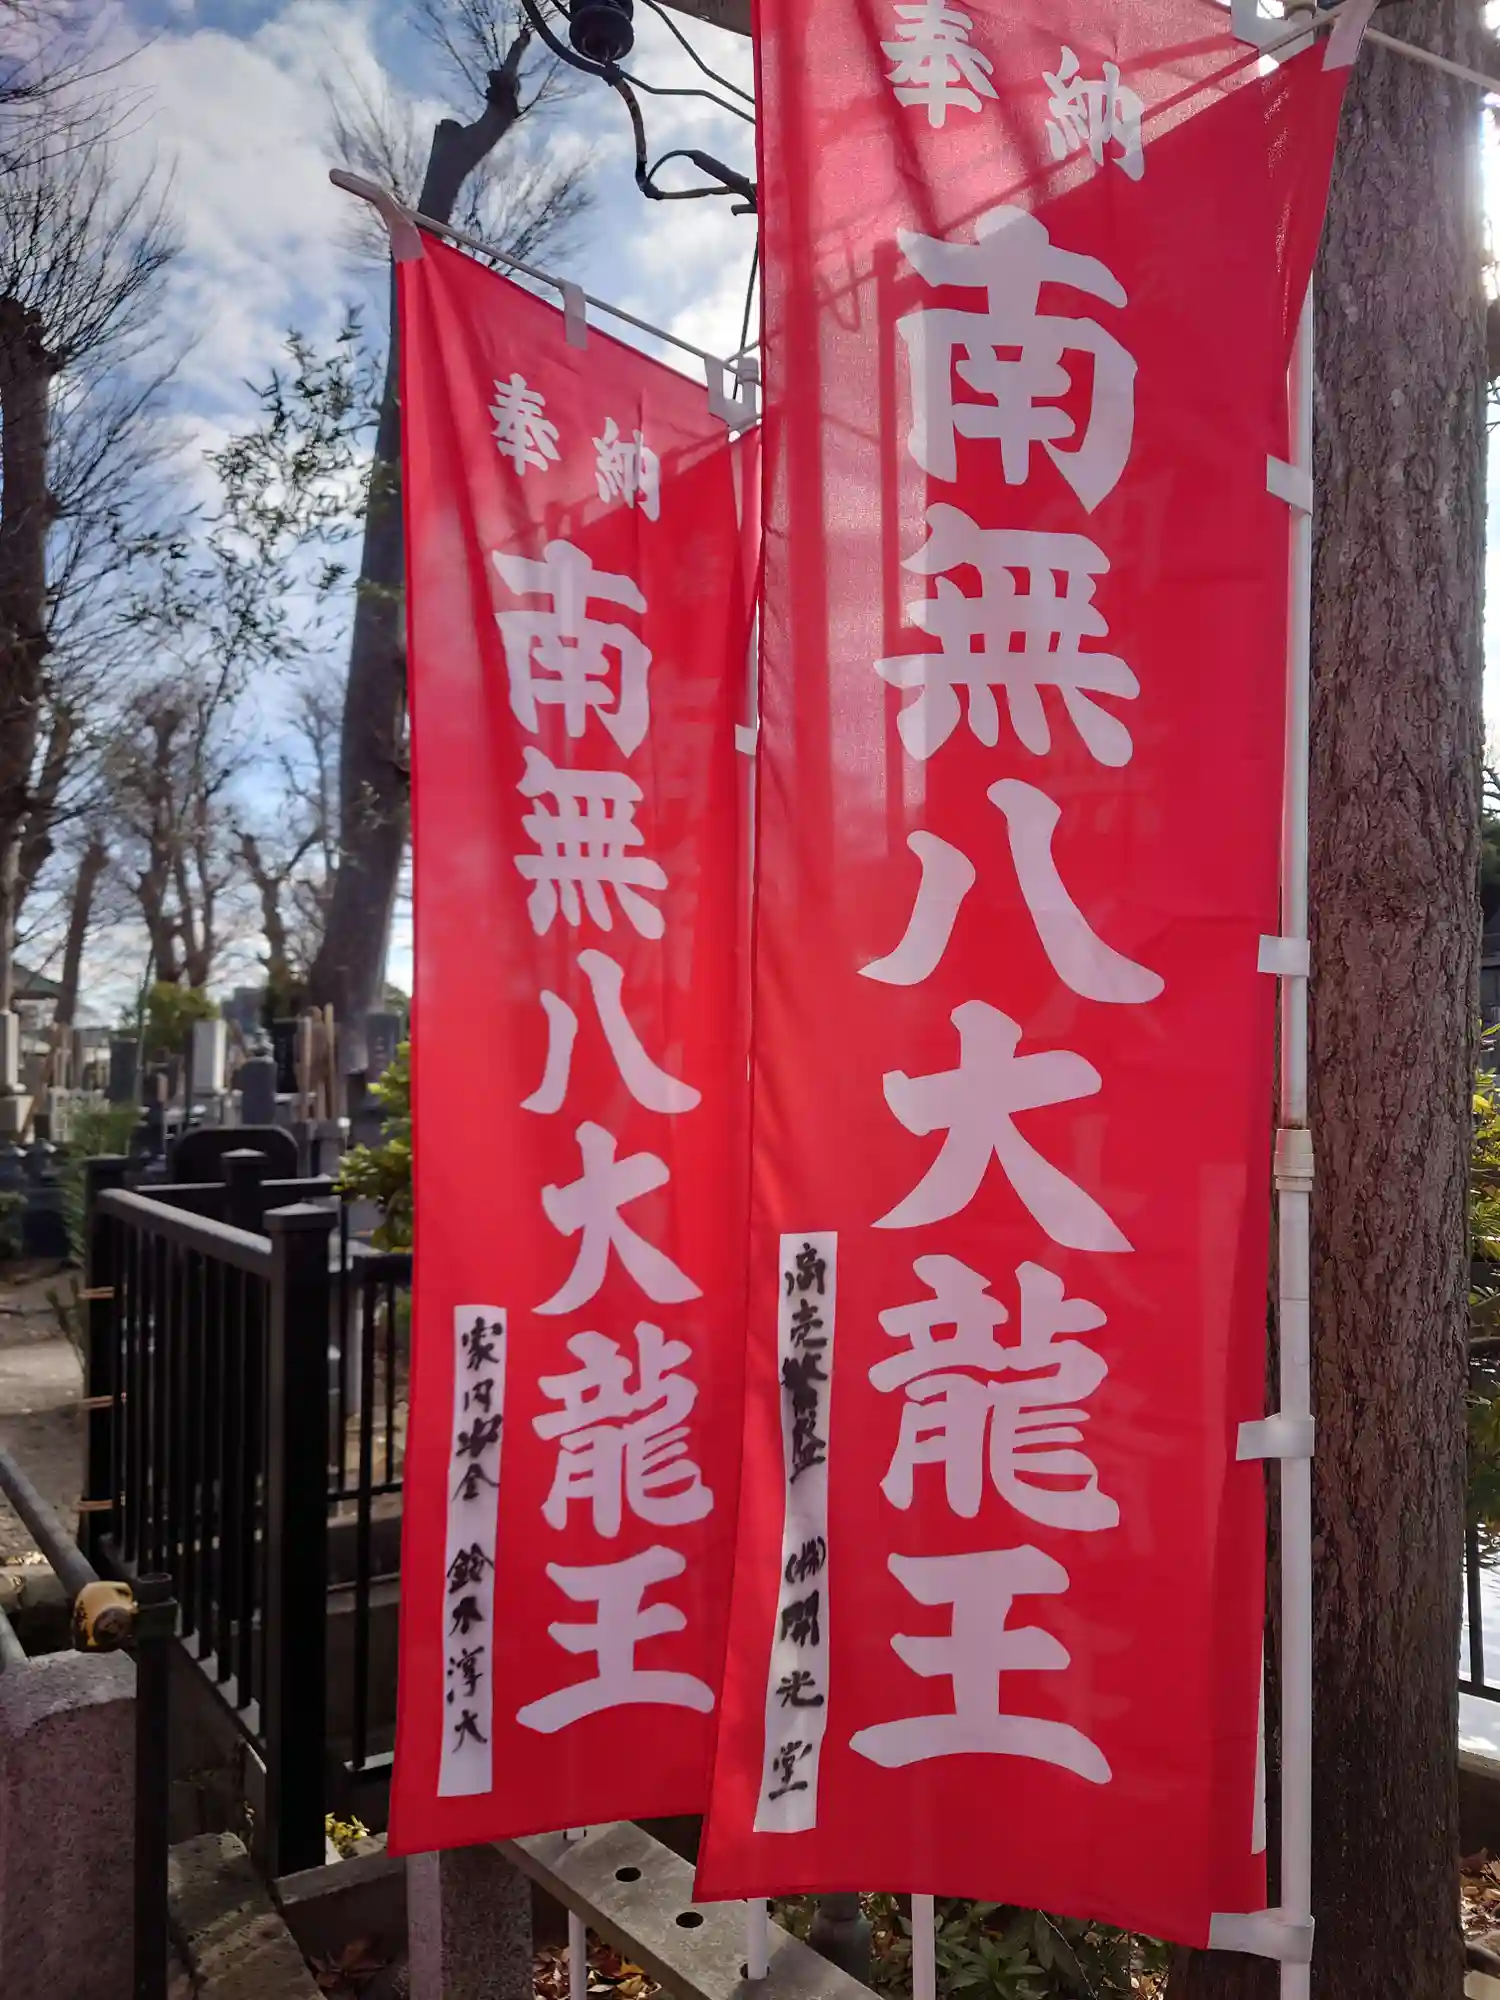 奉納
南無八大龍王
商売繁盛 (株)開光堂
奉納
南無八大龍王
家内安全 鈴木淳大